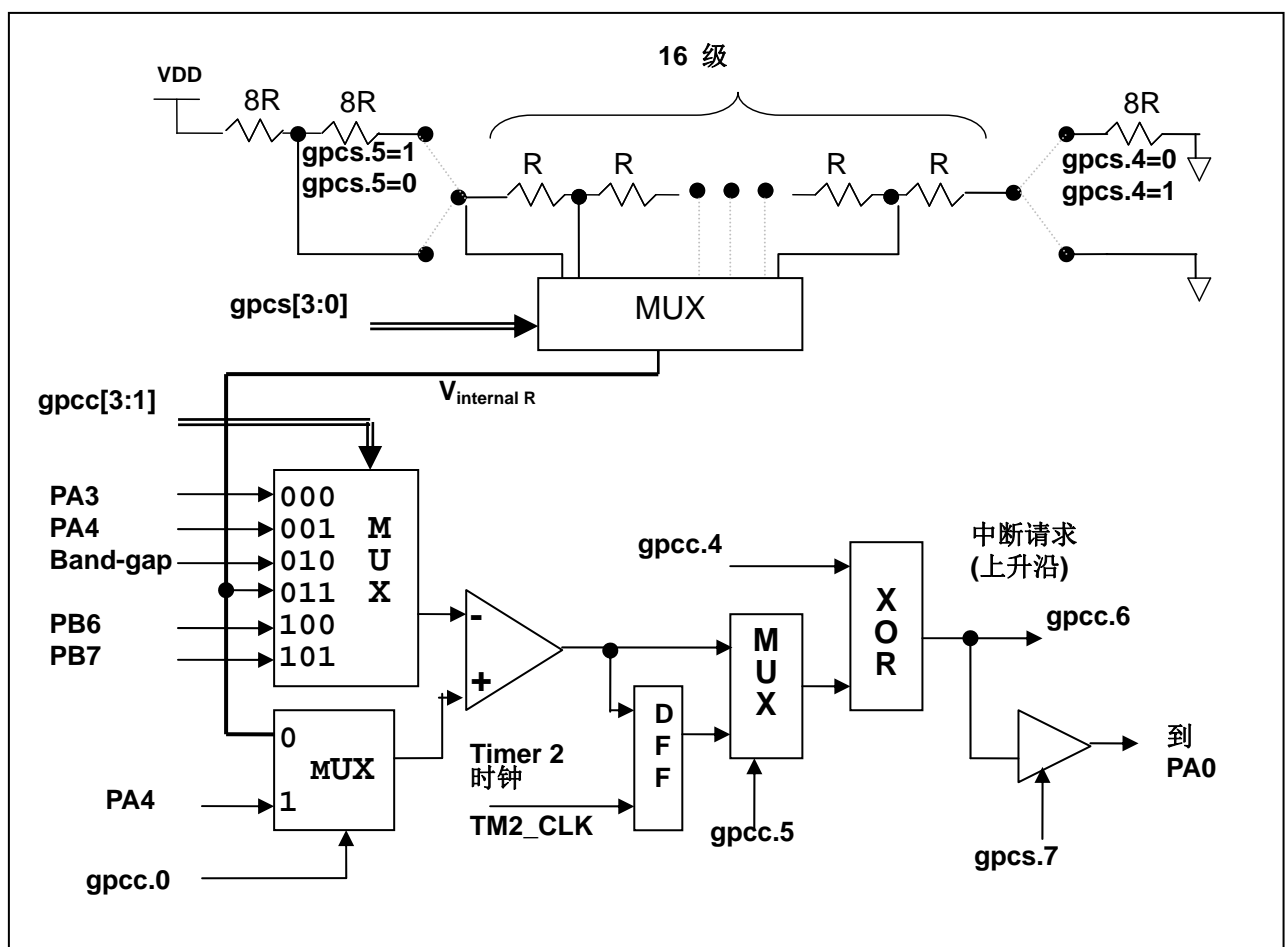 16 级
VDD
8R
8R
8R
gpcs.5=1
gpcs.5=0
R
R
R
R
gpcs.4=0
gpcs.4=1
MUX
gpcs[3:0]
Vinternal R
gpcc[3:1]
PA3
PA4
Band-gap
PB6
PB7
000
001
010
011
100
101
M
U
X
-
+
gpcc.4
中断请求
(上升沿)
X
O
R
gpcc.6
M
U
X
D
F
F
0
1
MUX
PA4
gpcc.0
Timer 2
时钟
TM2_CLK
gpcc.5
gpcs.7
到
PA0